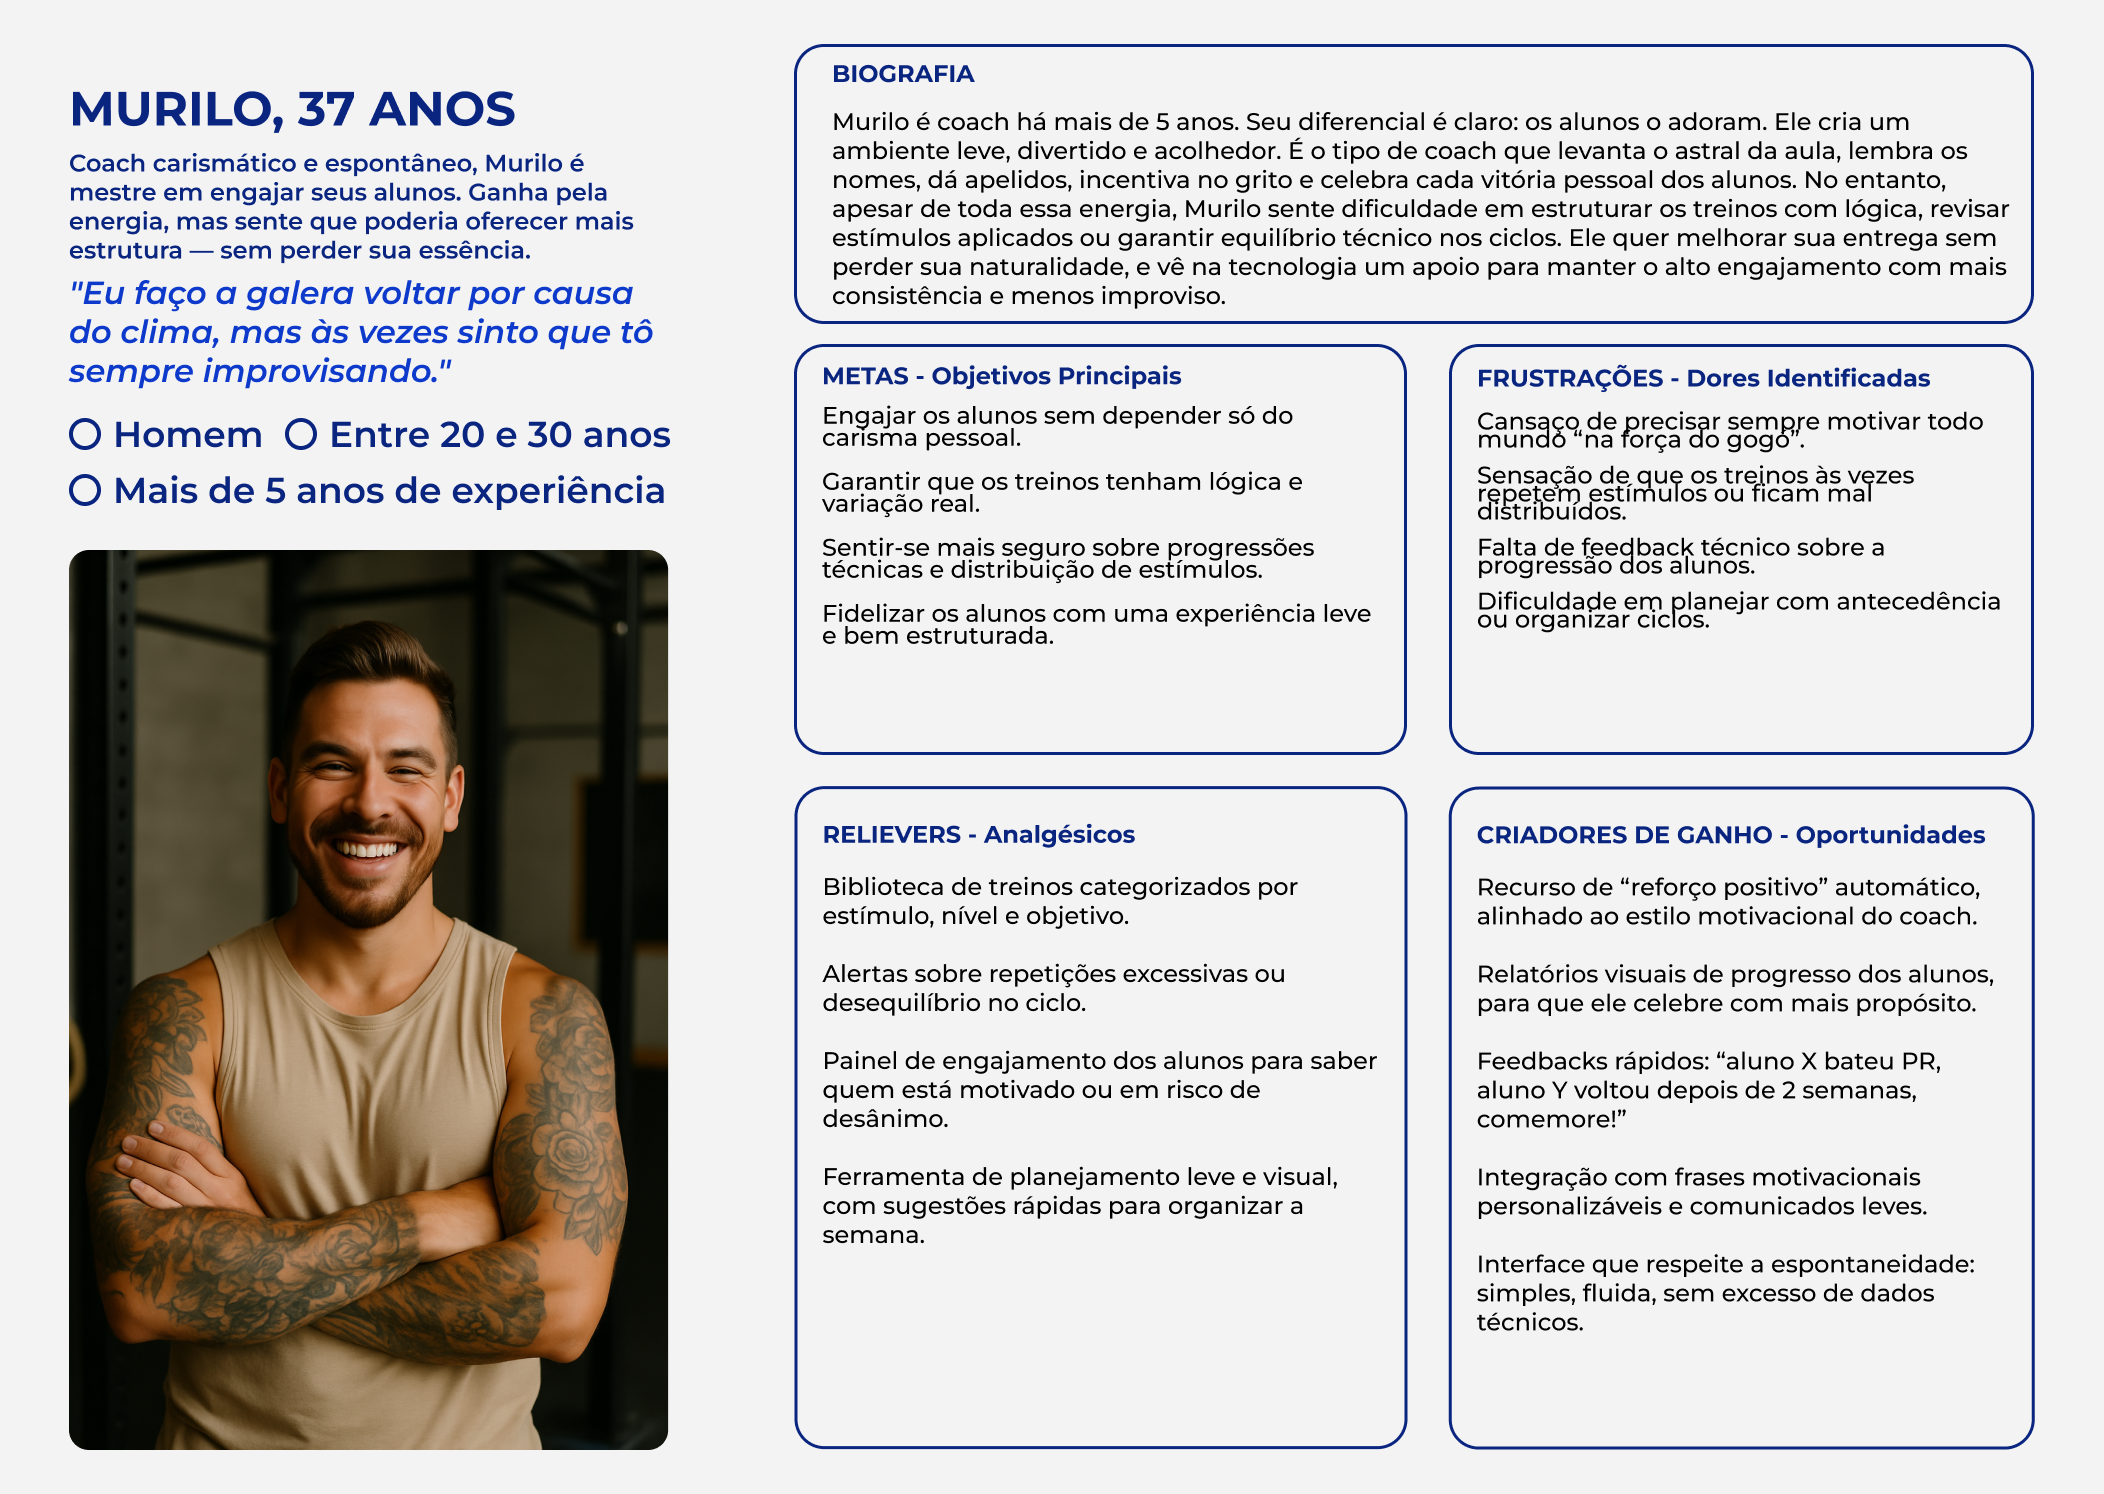 MURILO, 37 ANOS
Coach carismático e espontâneo, Murilo é
mestre em engajar seus alunos. Ganha pela
energia, mas sente que poderia oferecer mais
estrutura — sem perder sua essência.
"Eu faço a galera voltar por causa
do clima, mas às vezes sinto que tô
sempre improvisando."
Homem Entre 20 e 30 anos
Mais de 5 anos de experiência
BIOGRAFIA
Murilo é coach há mais de 5 anos. Seu diferencial é claro: os alunos o adoram. Ele cria um
ambiente leve, divertido e acolhedor. É o tipo de coach que levanta o astral da aula, lembra os
nomes, dá apelidos, incentiva no grito e celebra cada vitória pessoal dos alunos. No entanto,
apesar de toda essa energia, Murilo sente dificuldade em estruturar os treinos com lógica, revisar
estímulos aplicados ou garantir equilíbrio técnico nos ciclos. Ele quer melhorar sua entrega sem
perder sua naturalidade, e vê na tecnologia um apoio para manter o alto engajamento com mais
consistência e menos improviso.
METAS - Objetivos Principais
Engajar os alunos sem depender só do
carisma pessoal.
Garantir que os treinos tenham lógica e
variação real.
Sentir-se mais seguro sobre progressões
técnicas e distribuição de estímulos.
Fidelizar os alunos com uma experiência leve
e bem estruturada.
FRUSTRAÇÕES - Dores Identificadas
Cansaço de precisar sempre motivar todo
mundo “na força do gogó”.
Sensação de que os treinos às vezes
repetem estímulos ou ficam mal
distribuídos.
Falta de feedback técnico sobre a
progressão dos alunos.
Dificuldade em planejar com antecedência
ou organizar ciclos.
RELIEVERS - Analgésicos
Biblioteca de treinos categorizados por
estímulo, nível e objetivo.
Alertas sobre repetições excessivas ou
desequilíbrio no ciclo.
Painel de engajamento dos alunos para saber
quem está motivado ou em risco de
desânimo.
Ferramenta de planejamento leve e visual,
com sugestões rápidas para organizar a
semana.
CRIADORES DE GANHO - Oportunidades
Recurso de “reforço positivo” automático,
alinhado ao estilo motivacional do coach.
Relatórios visuais de progresso dos alunos,
para que ele celebre com mais propósito.
Feedbacks rápidos: “aluno X bateu PR,
aluno Y voltou depois de 2 semanas,
comemore!”
Integração com frases motivacionais
personalizáveis e comunicados leves.
Interface que respeite a espontaneidade:
simples, fluida, sem excesso de dados
técnicos.